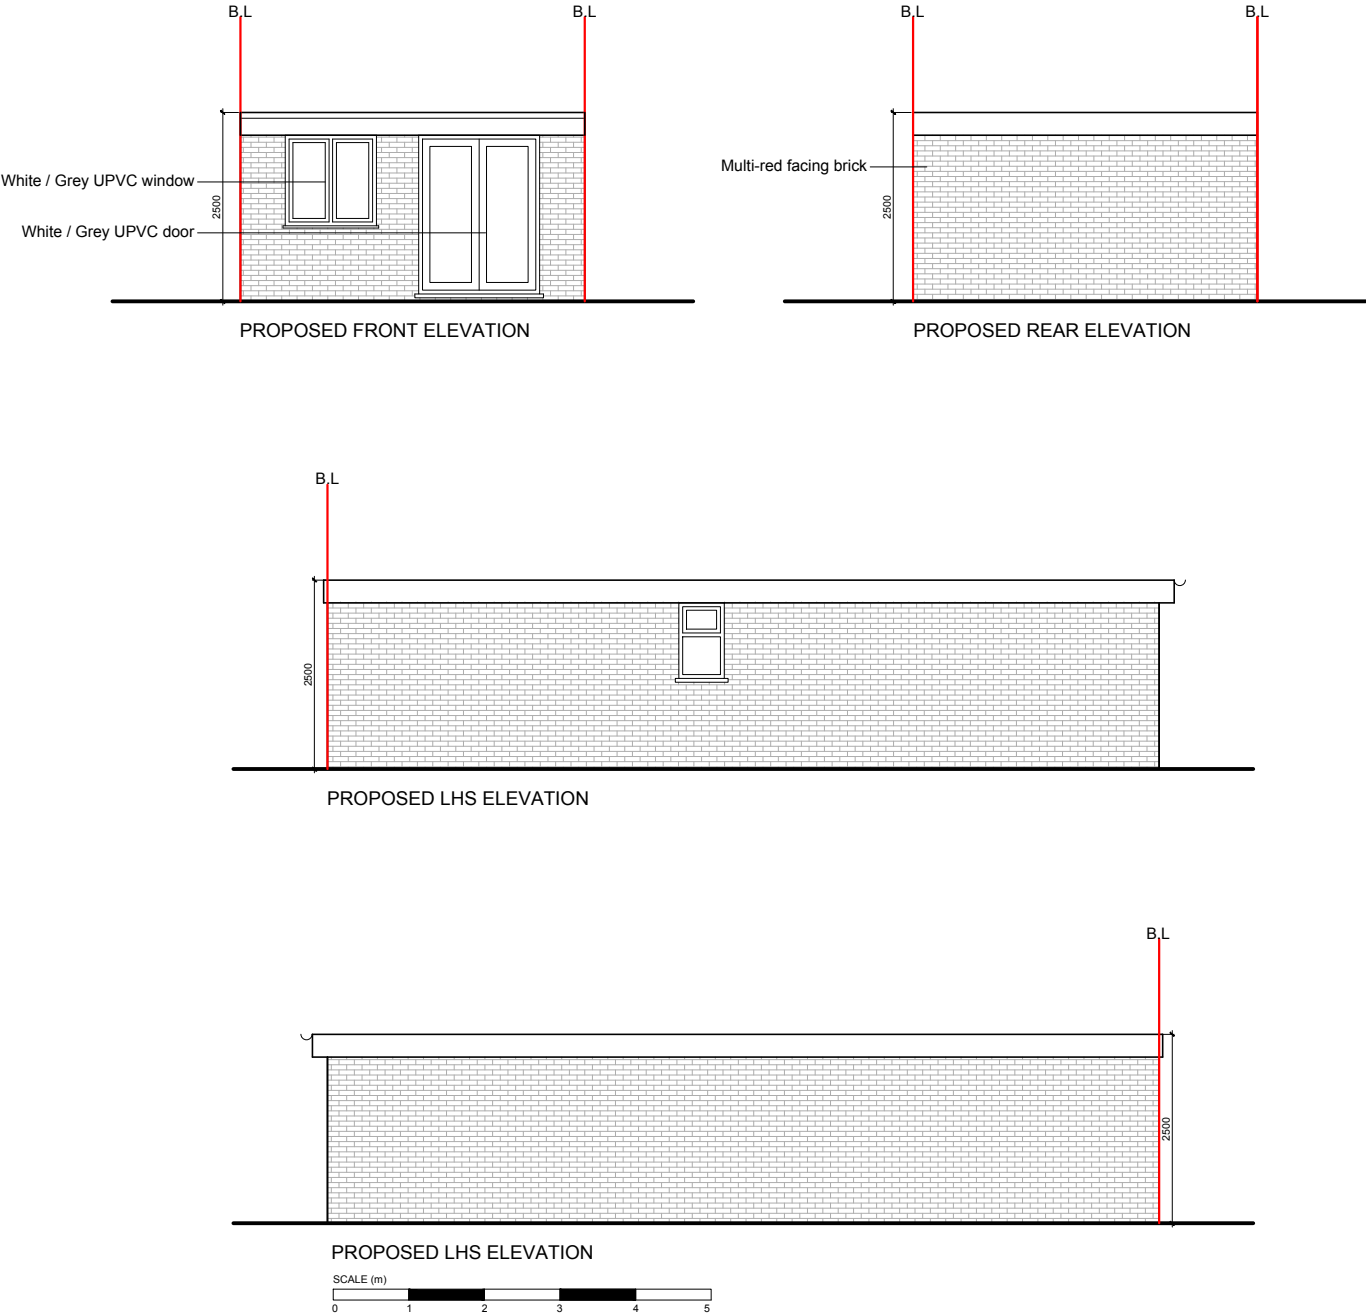 B.L
B.L
B.L
B.L
White / Grey UPVC window
2500
White / Grey UPVC door
Multi-red facing brick
2500
PROPOSED FRONT ELEVATION
PROPOSED REAR ELEVATION
B.L
2500
PROPOSED LHS ELEVATION
B.L
2500
PROPOSED LHS ELEVATION
SCALE (m)
0 1 2 3 4 5